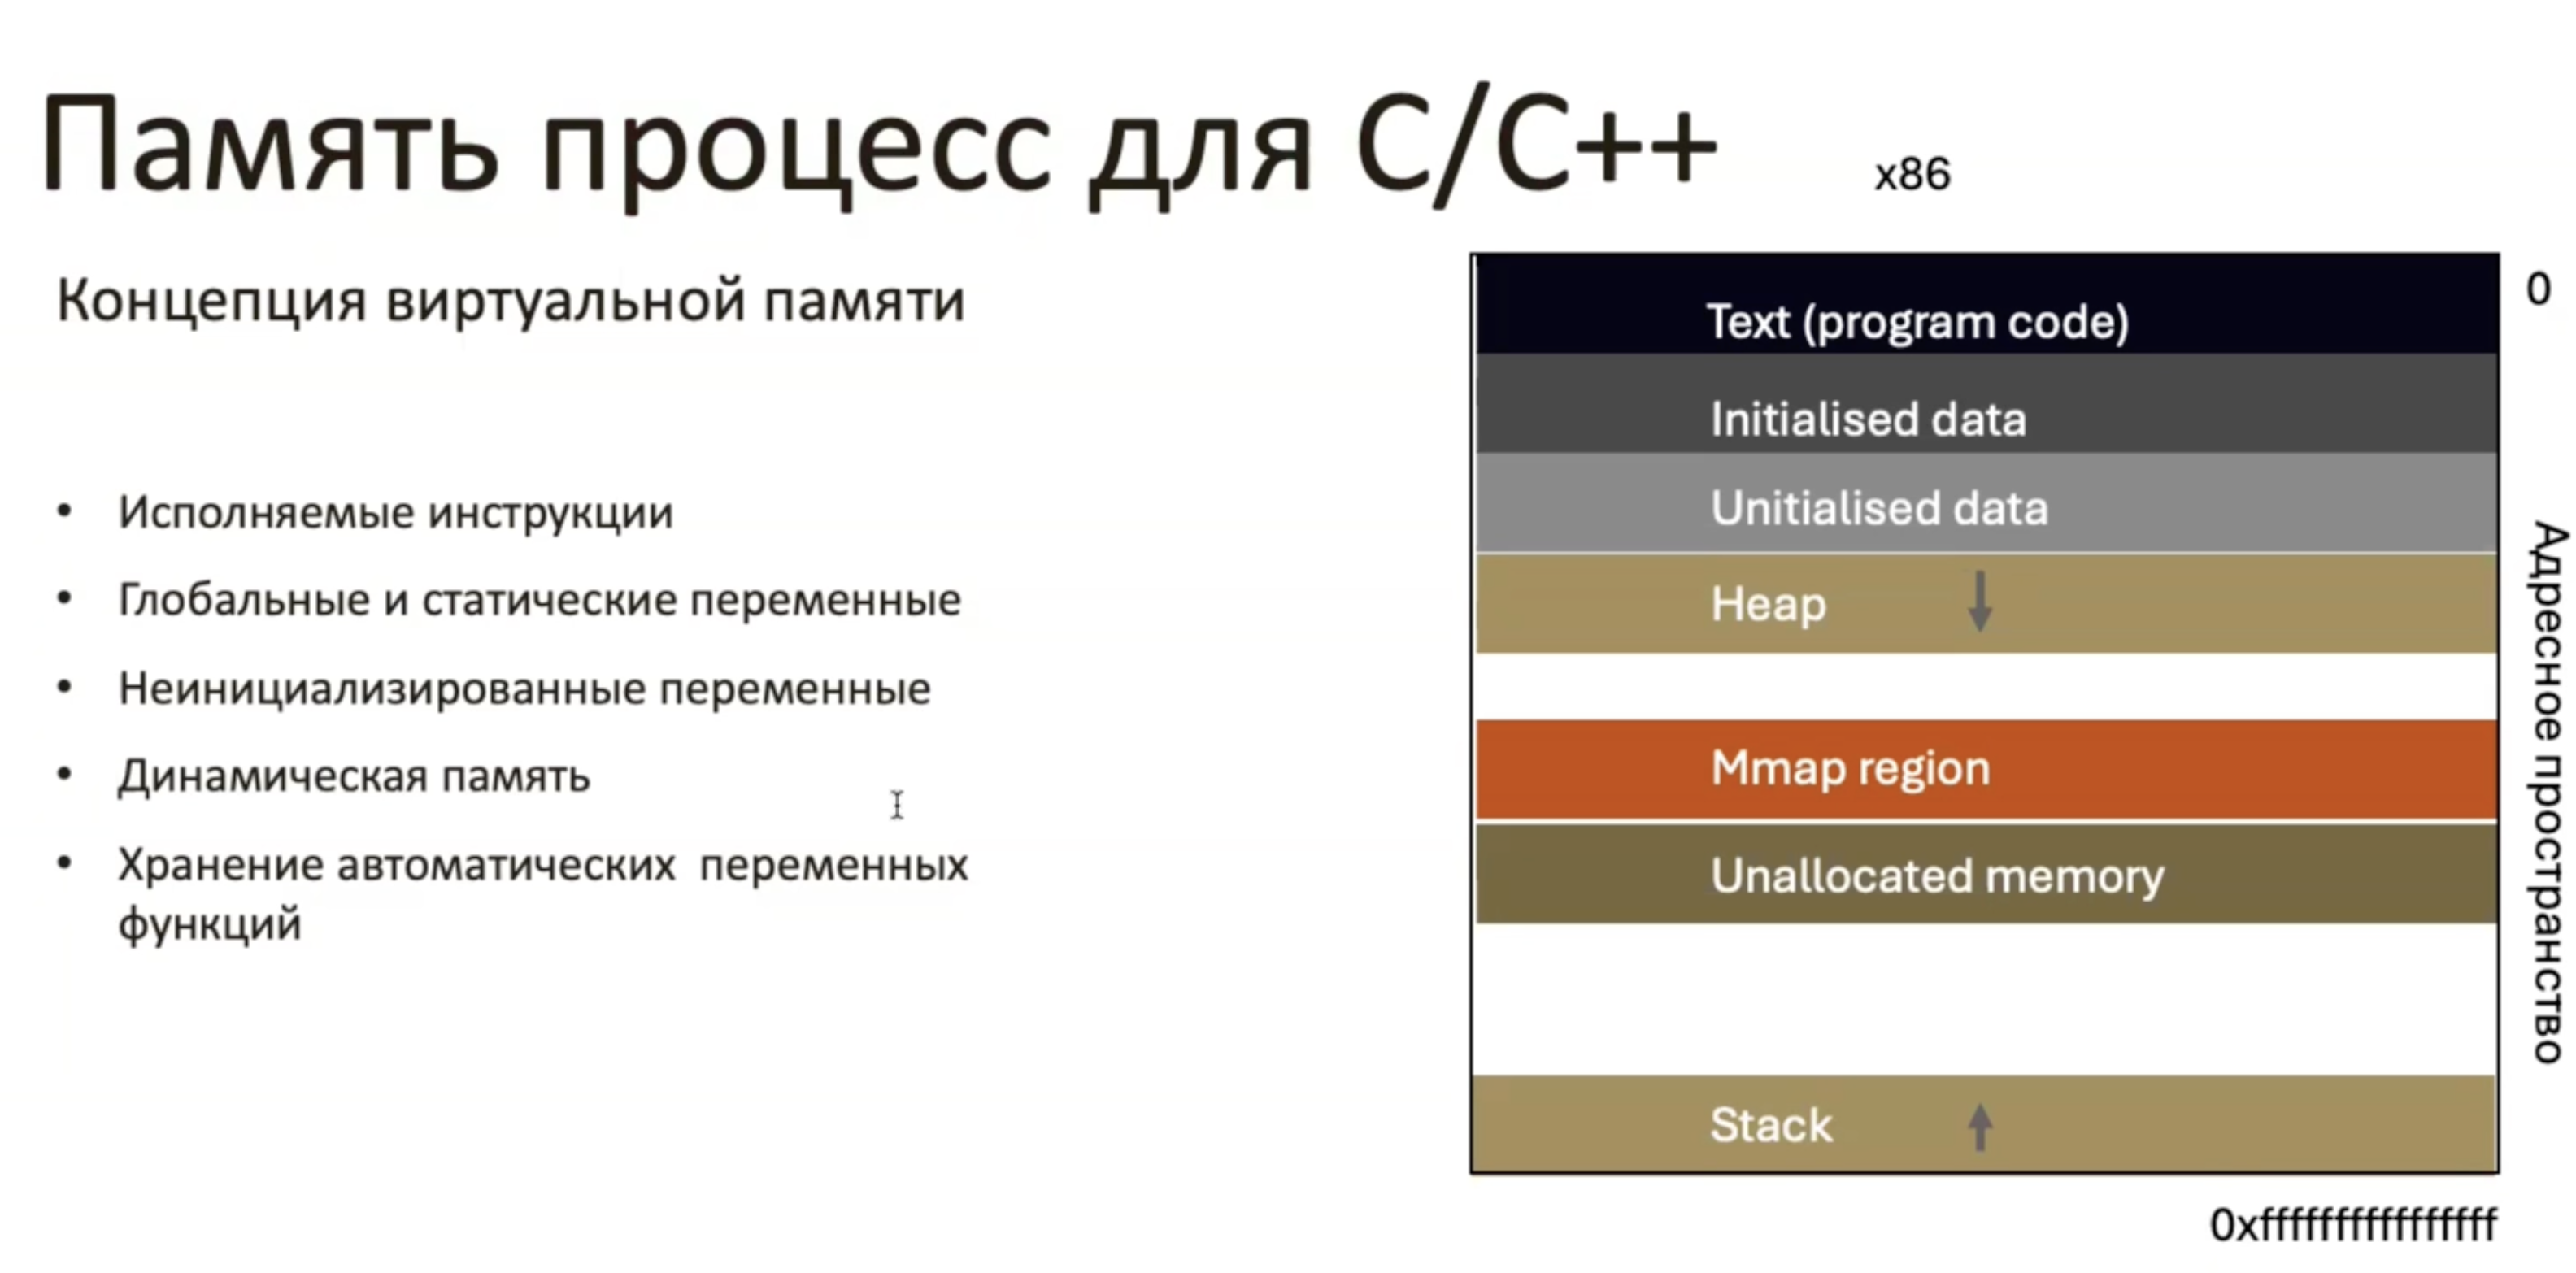 Память процесс для C/C++
x86
Концепция виртуальной памяти
• Исполняемые инструкции
• Глобальные и статические переменные
• Неинициализированные переменные
• Динамическая память
• Хранение автоматических переменных
функций
Text (program code)
Initialised data
Unitialised data
Heap
Mmap region
Unallocated memory
Stack
0
Адресное пространство
0xffffffffffffffff